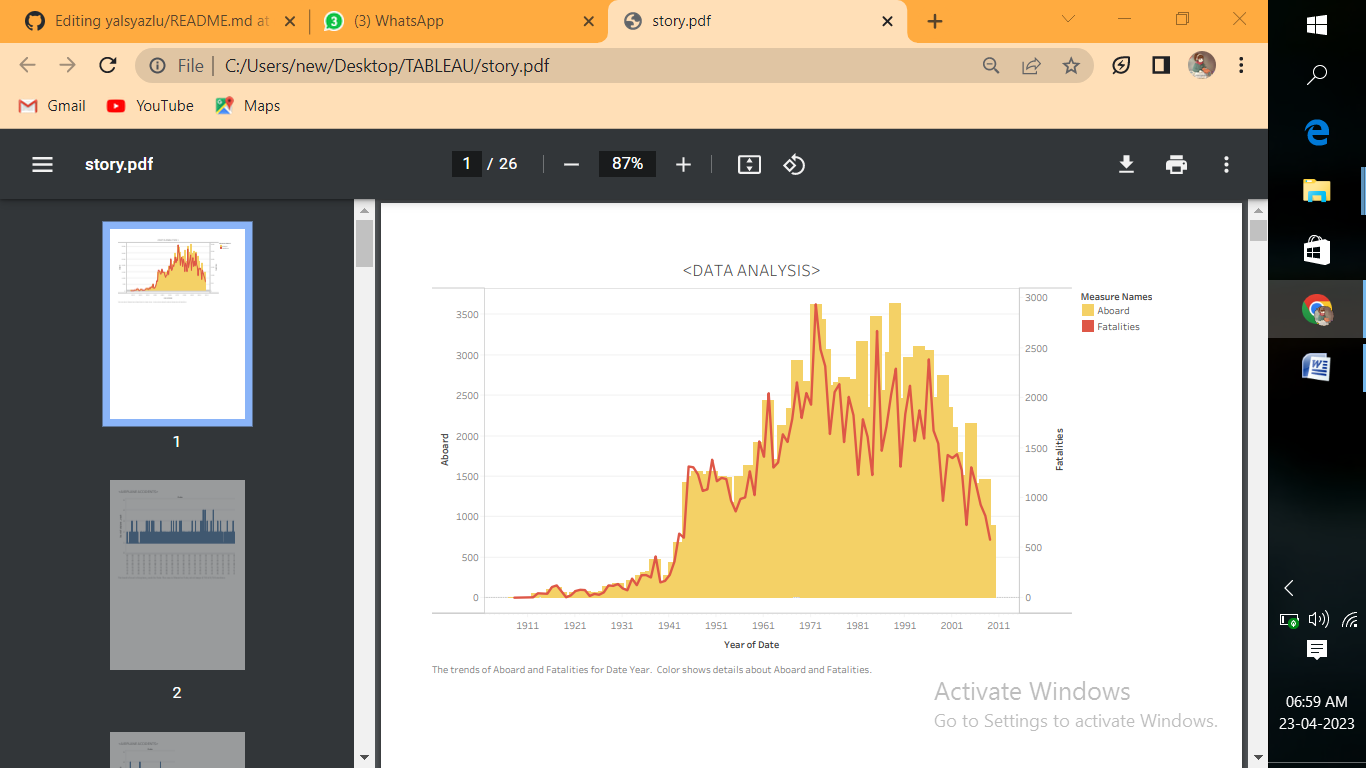 Editing yalsyazlu/README.md at
(3) WhatsApp
story.pdf
File | C:/Users/new/Desktop/TABLEAU/story.pdf
Gmail
YouTube
Maps
story.pdf
1 / 26
87%
1
2
<DATA ANALYSIS>
Aboard
3500
3000
2500
2000
1500
1000
500
0
3000
2500
2000
1500
1000
500
0
Fatalities
Measure Names
Aboard
Fatalities
1911 1921 1931 1941 1951 1961 1971 1981 1991 2001 2011
Year of Date
The trends of Aboard and Fatalities for Date Year. Color shows details about Aboard and Fatalities.
Activate Windows
Go to Settings to activate Windows.
06:59 AM
23-04-2023